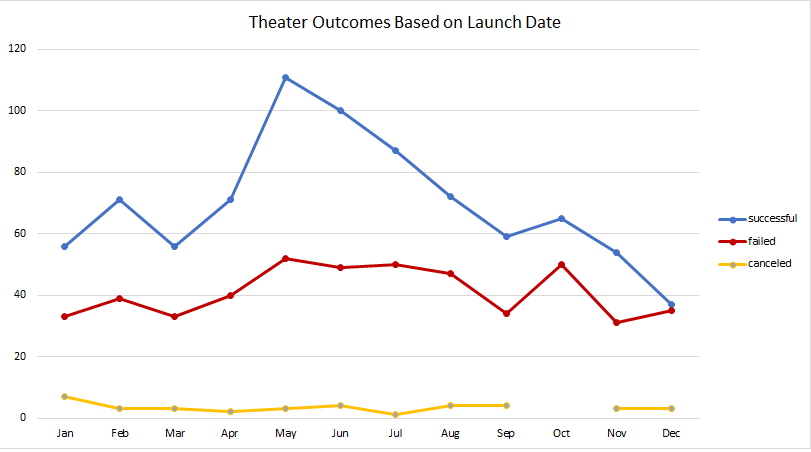 Theater Outcomes Based on Launch Date
120
100
80
60
40
20
0
Jan Feb Mar Apr May Jun Jul Aug Sep Oct Nov Dec
successful
failed
canceled